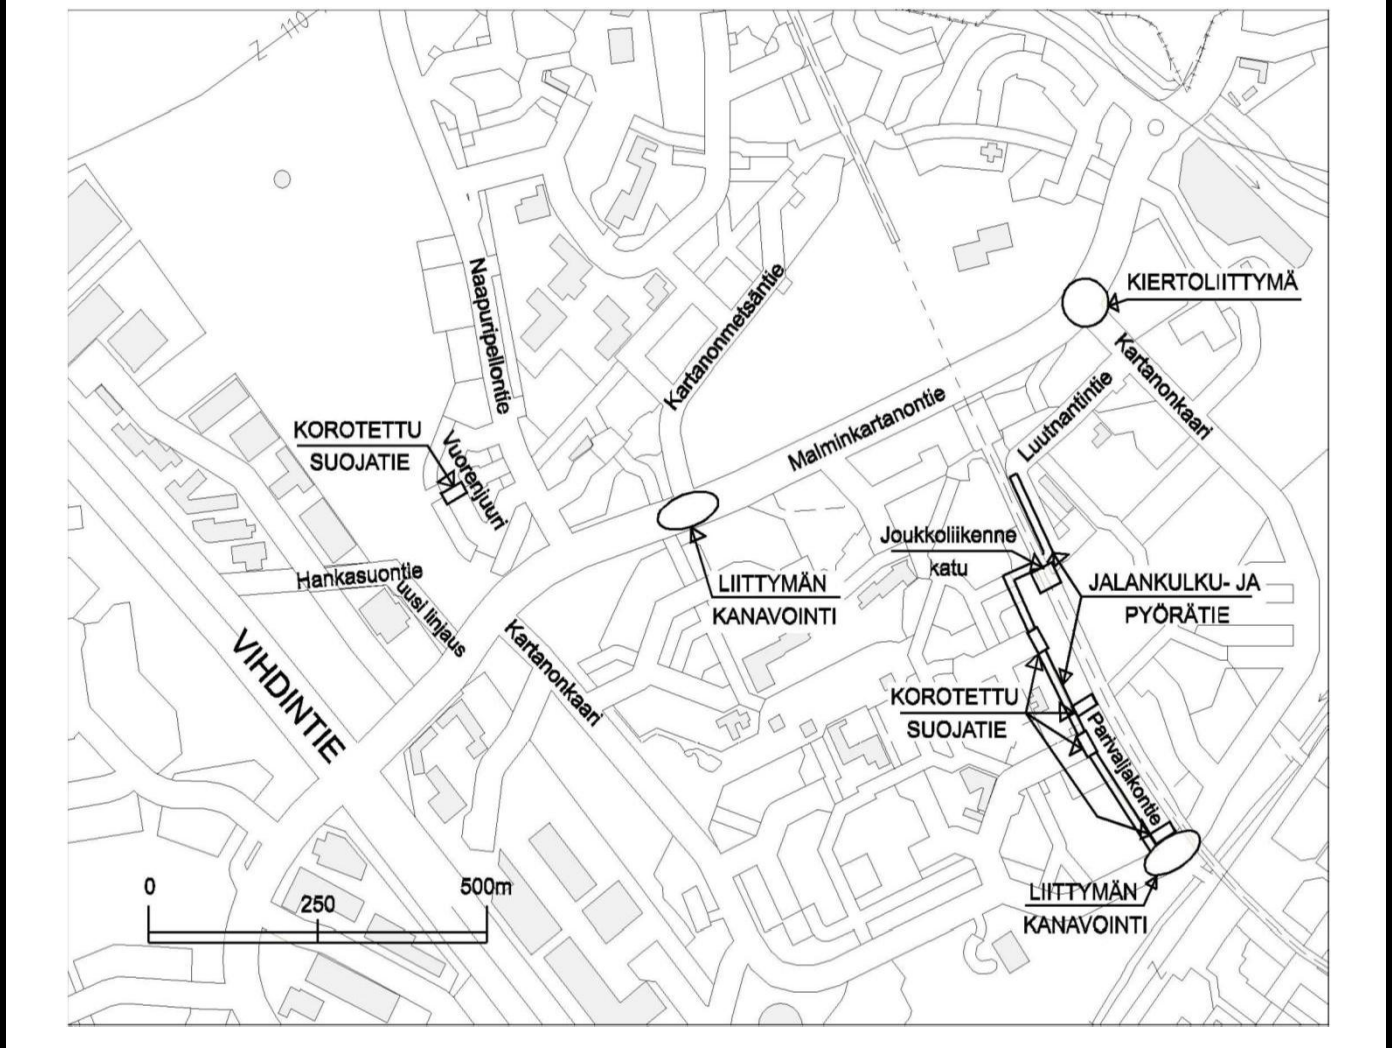 Z 110
KIERTOLIITTYMÄ
Naapuripellontie
Kartanonmetsäntie
Kartanonkaari
Luutnantintie
Malminkartanontie
KOROTETTU
SUOJATIE
Vuorenjuuri
Joukkoliikenne
katu
JALANKULKU- JA
PYÖRÄTIE
LIITTYMÄN
KANAVOINTI
Hankasuontie
uusi linjaus
VIHDINTIE
Kartanonkaari
KOROTETTU
SUOJATIE
Parivaljakontie
LIITTYMÄN
KANAVOINTI
0
250
500m